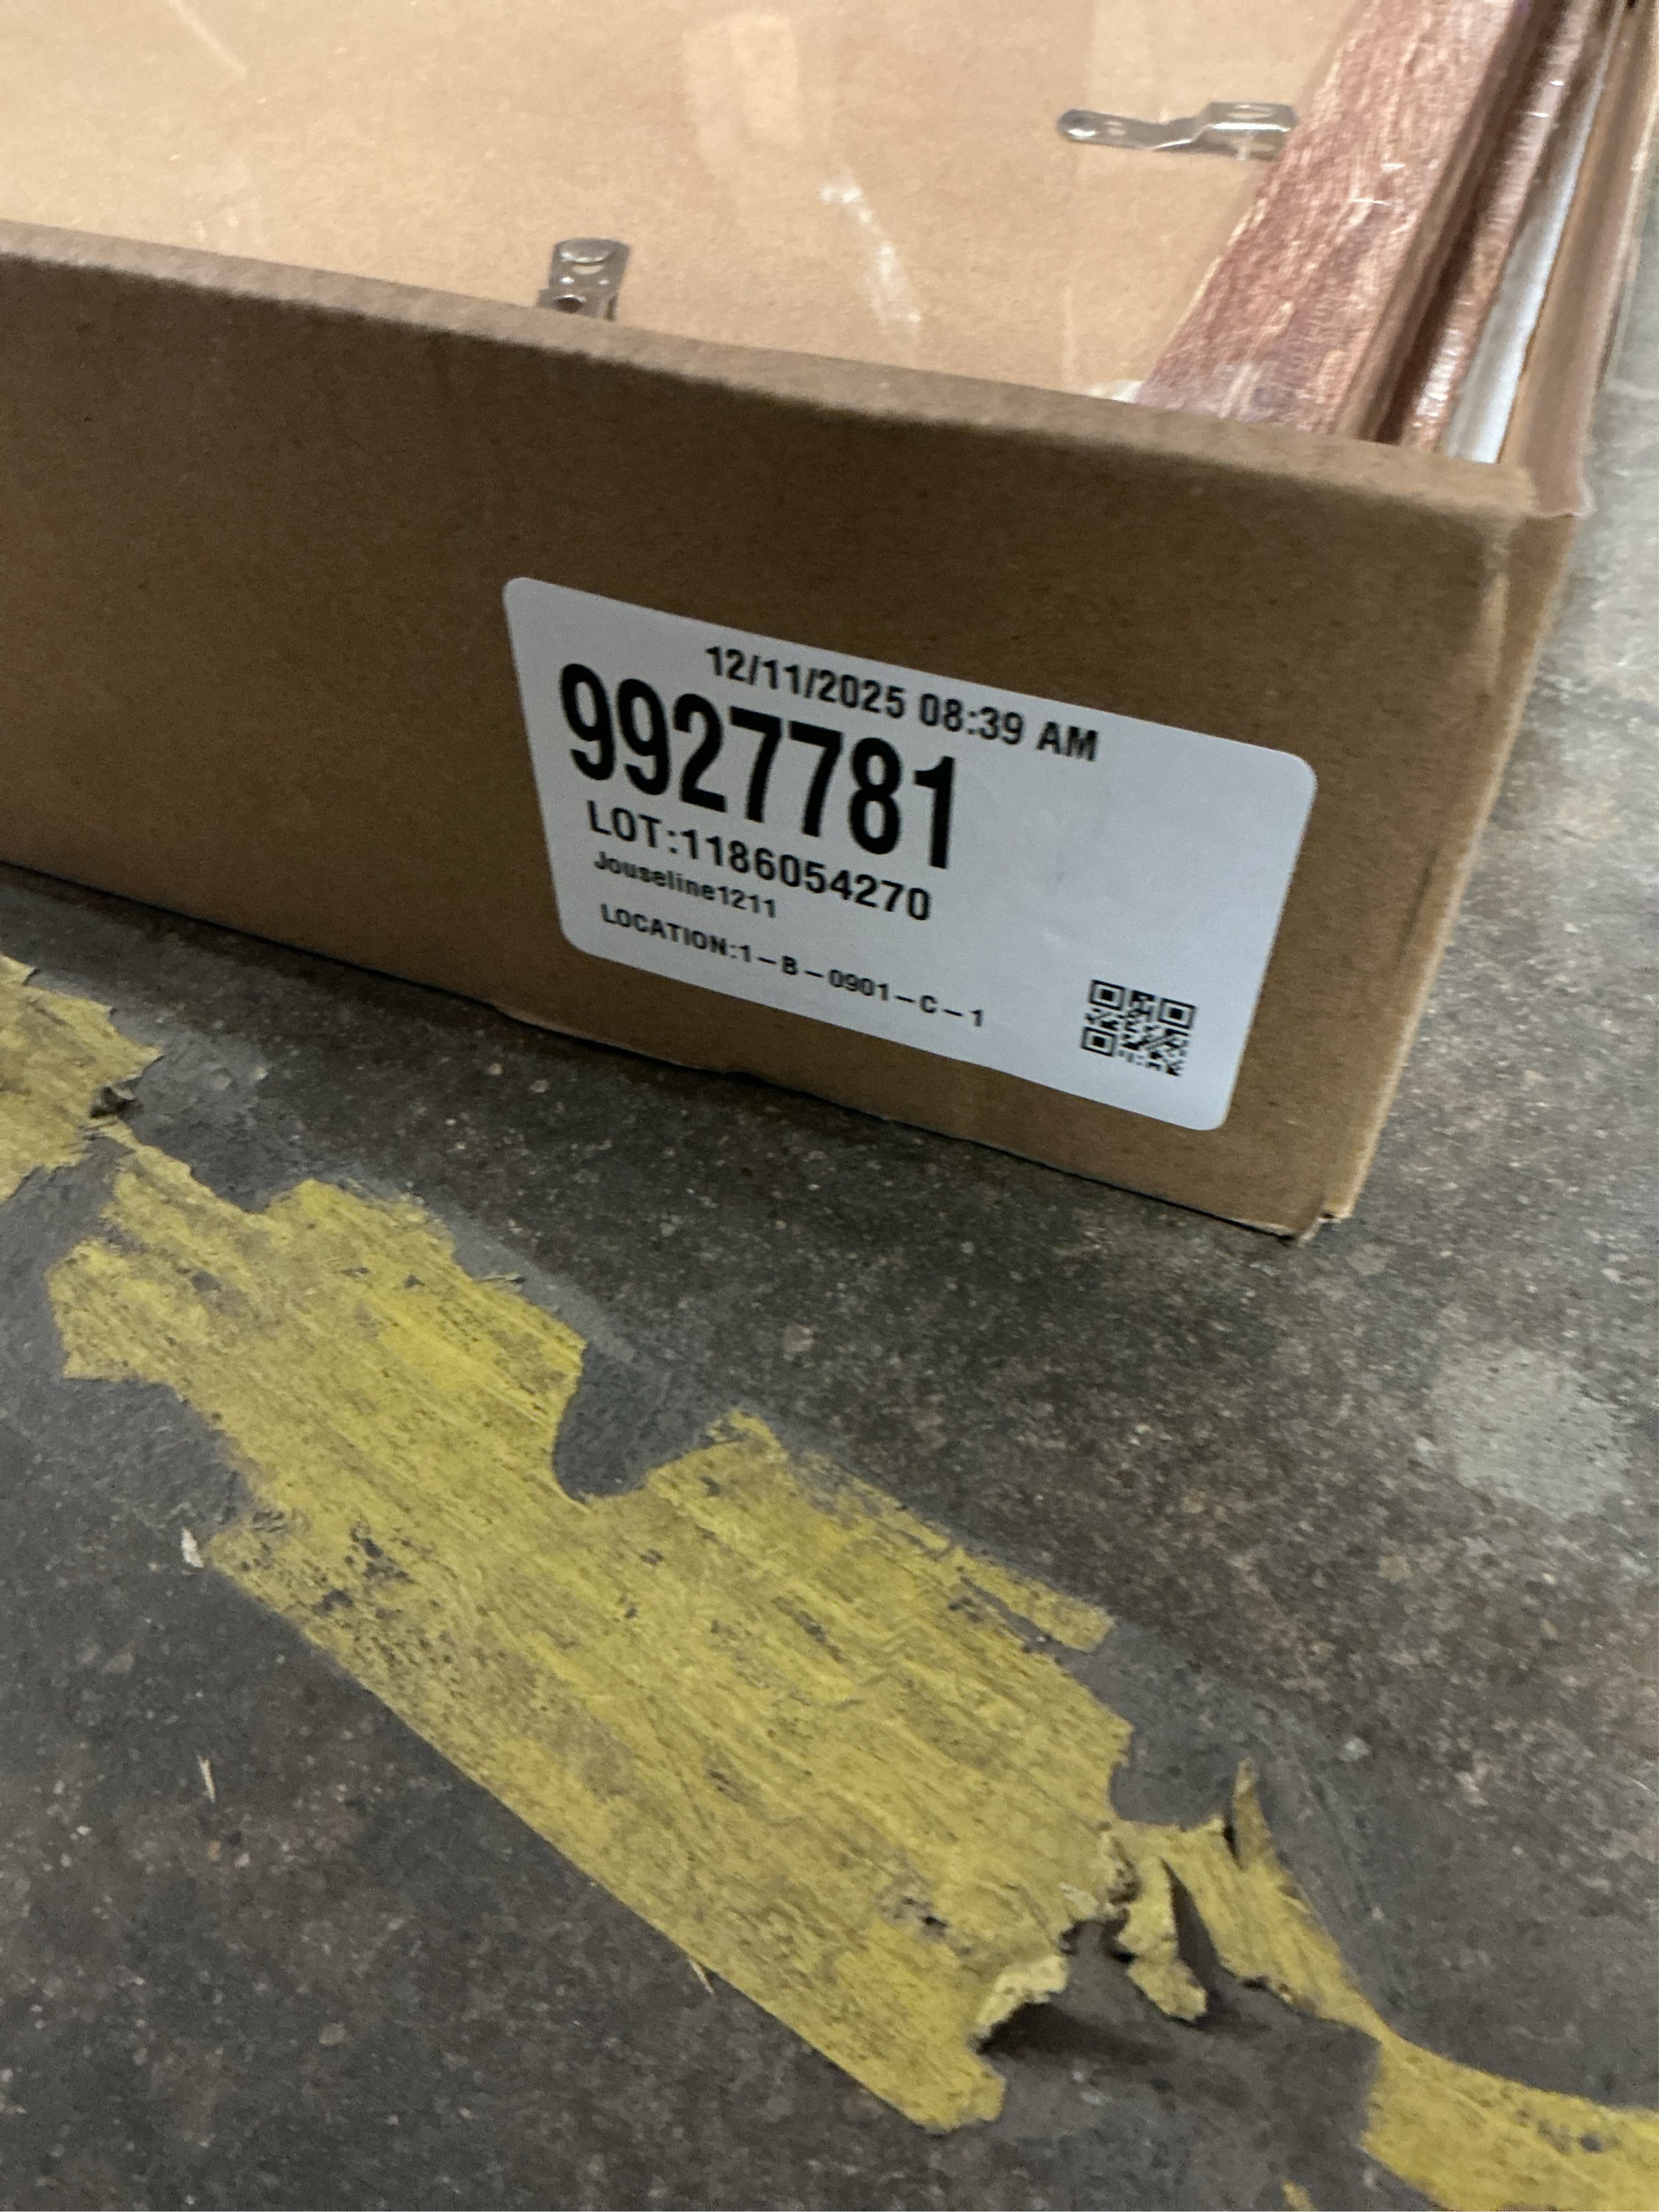 12/11/2025 08:39 AM
9927781
LOT:1186054270
Jouseline1211
LOCATION:1-B-0901-C-1